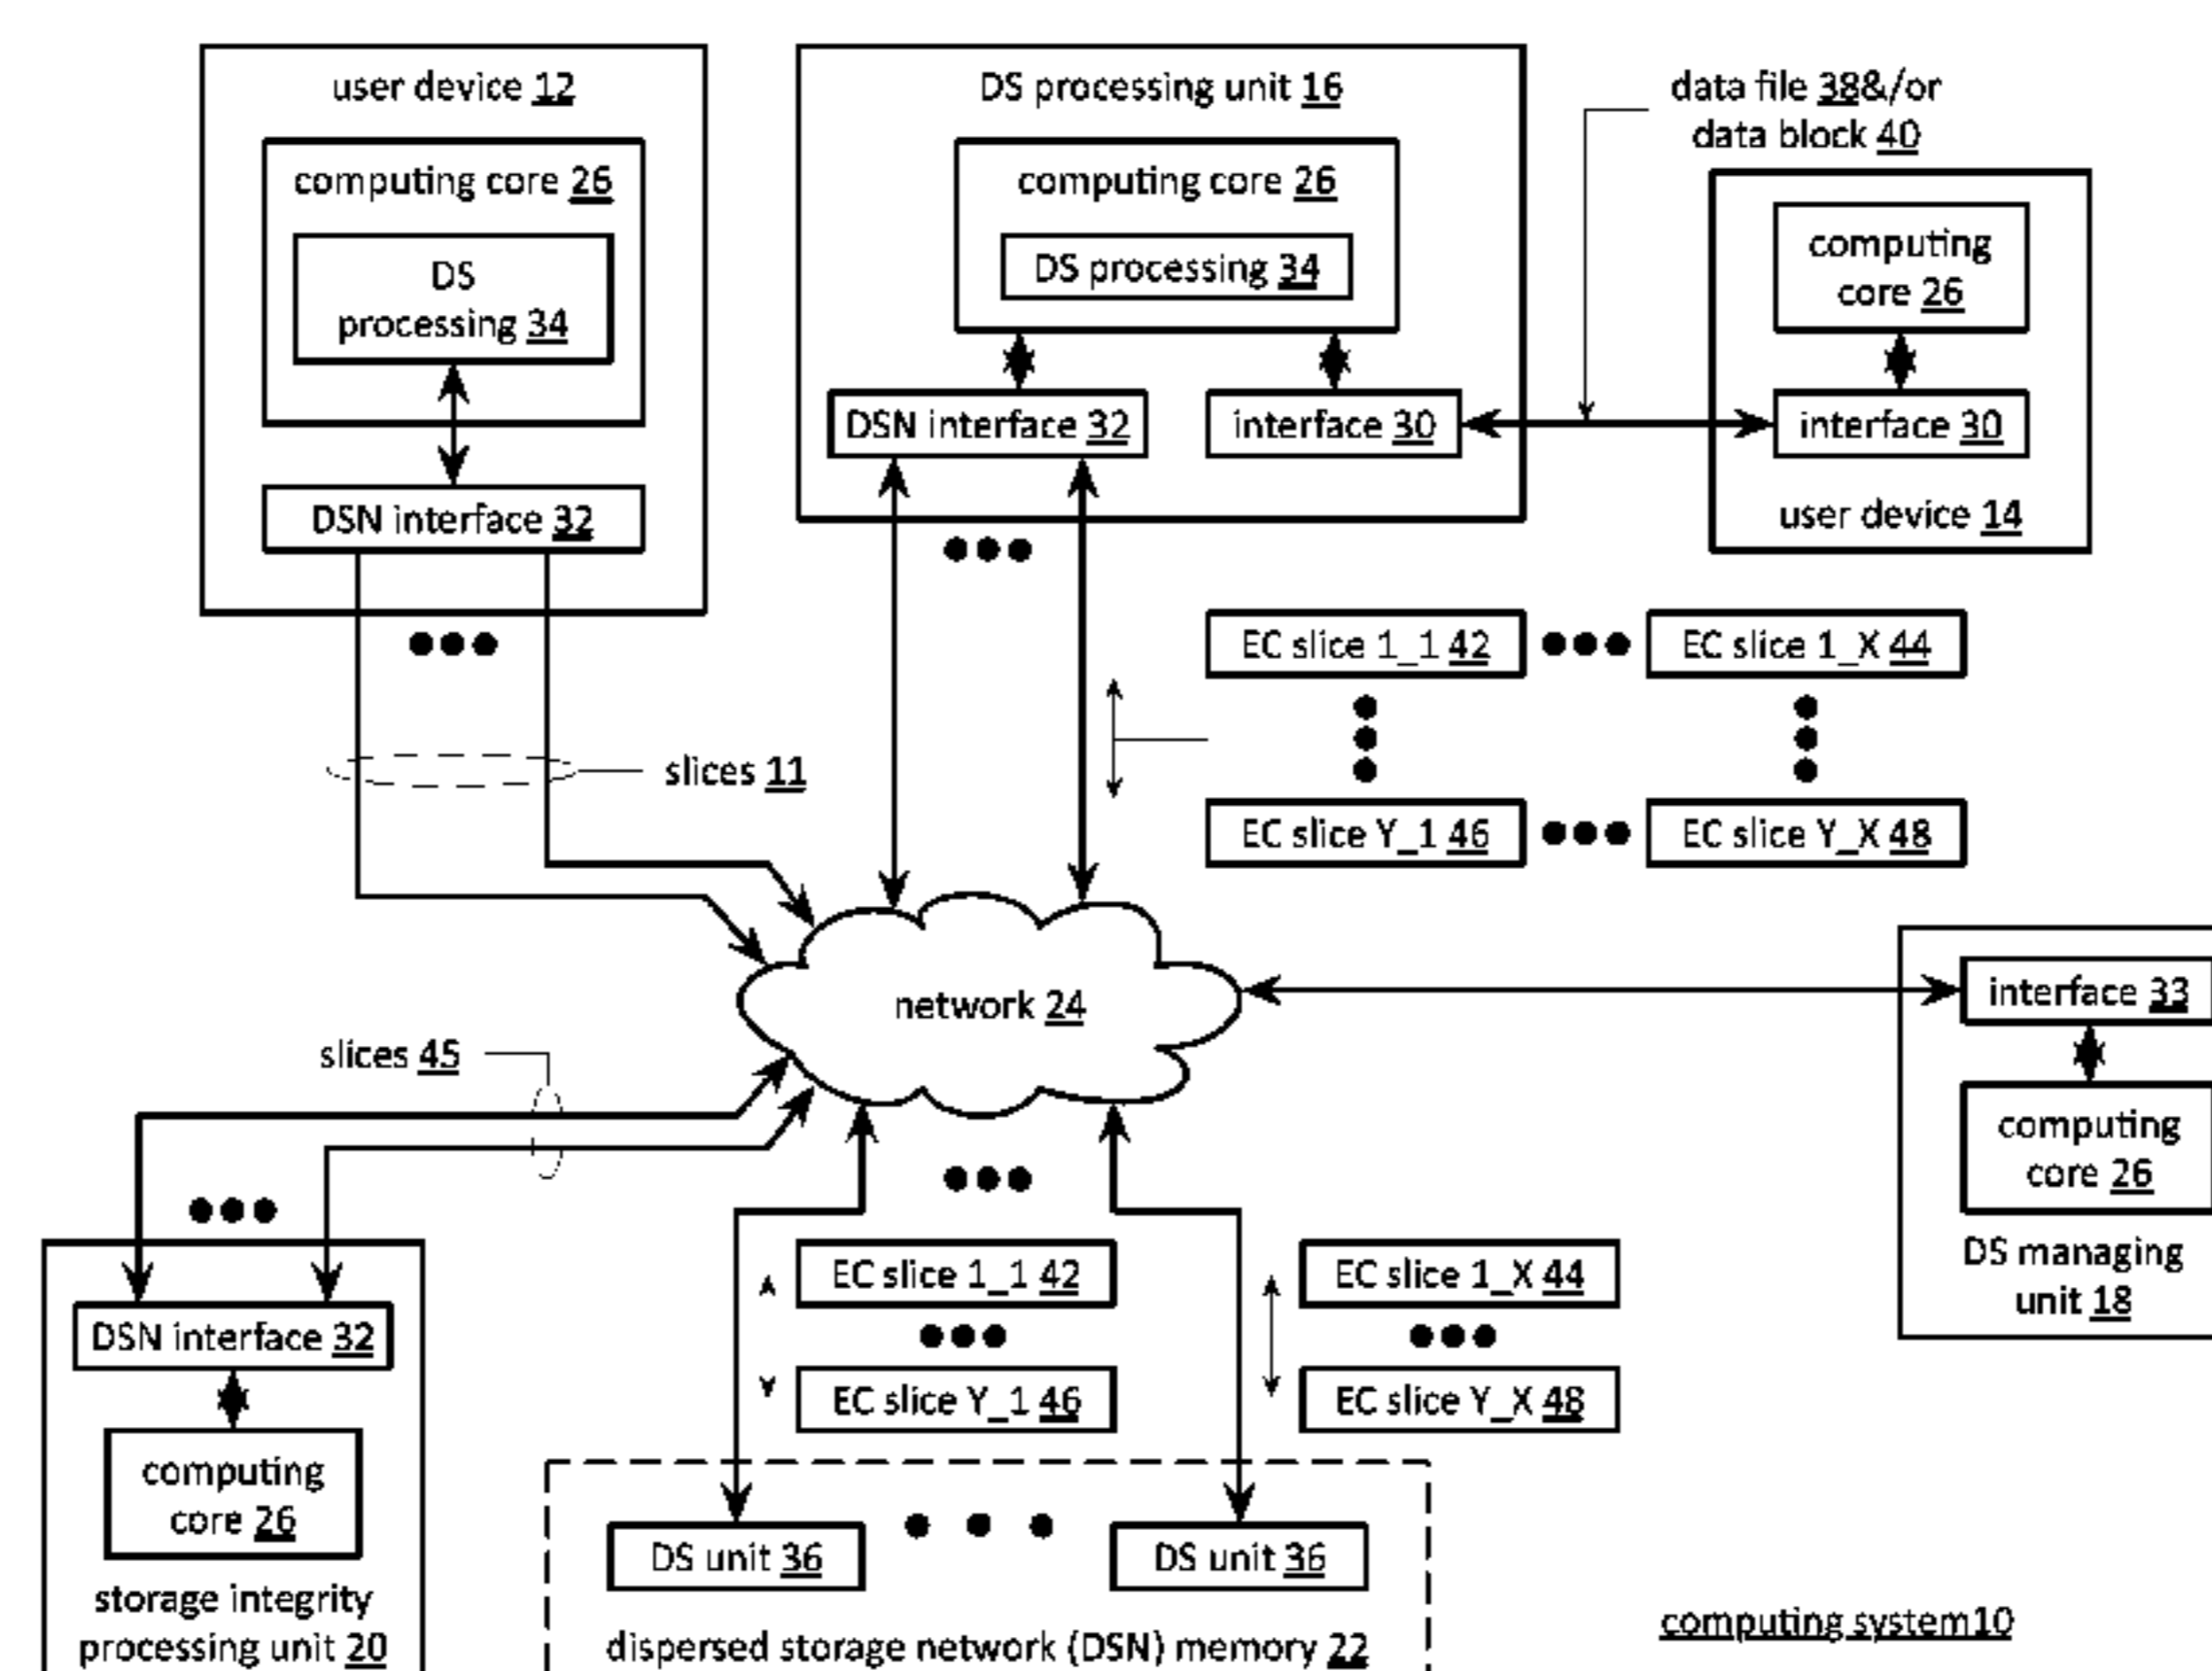 user device 12
computing core 26
DS
processing 34
DSN interface 32
DS processing unit 16
computing core 26
DS processing 34
DSN interface 32
interface 30
data file 38&/or
data block 40
computing
core 26
interface 30
user device 14
EC slice 1_1 42
EC slice 1_X 44
slices 11
EC slice Y_1 46
EC slice Y_X 48
network 24
interface 33
computing
core 26
DS managing
unit 18
slices 45
EC slice 1_1 42
EC slice 1_X 44
EC slice Y_1 46
EC slice Y_X 48
DSN interface 32
computing
core 26
storage integrity
processing unit 20
DS unit 36
DS unit 36
dispersed storage network (DSN) memory 22
computing system10